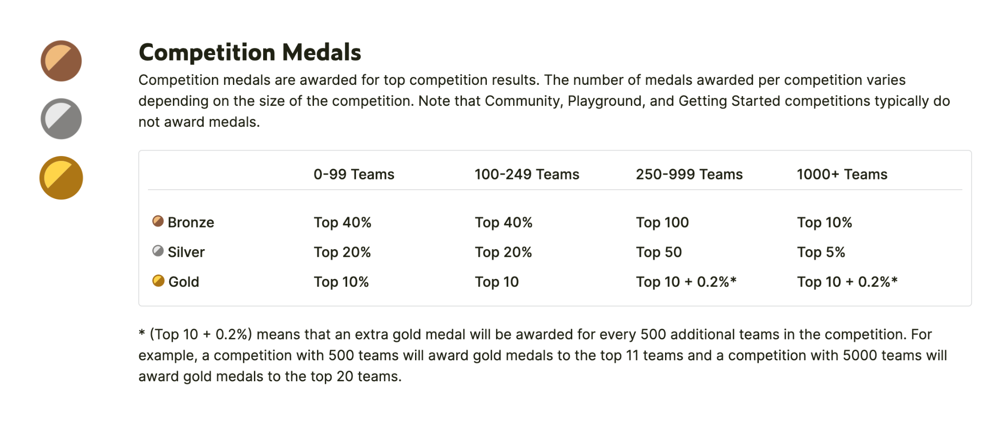 Competition Medals
Competition medals are awarded for top competition results. The number of medals awarded per competition varies
depending on the size of the competition. Note that Community, Playground, and Getting Started competitions typically do
not award medals.
0-99 Teams 100-249 Teams 250-999 Teams 1000+ Teams
Bronze Top 40% Top 40% Top 100 Top 10%
Silver Top 20% Top 20% Top 50 Top 5%
Gold Top 10% Top 10 Top 10 + 0.2%* Top 10 + 0.2%*
* (Top 10 + 0.2%) means that an extra gold medal will be awarded for every 500 additional teams in the competition. For
example, a competition with 500 teams will award gold medals to the top 11 teams and a competition with 5000 teams will
award gold medals to the top 20 teams.